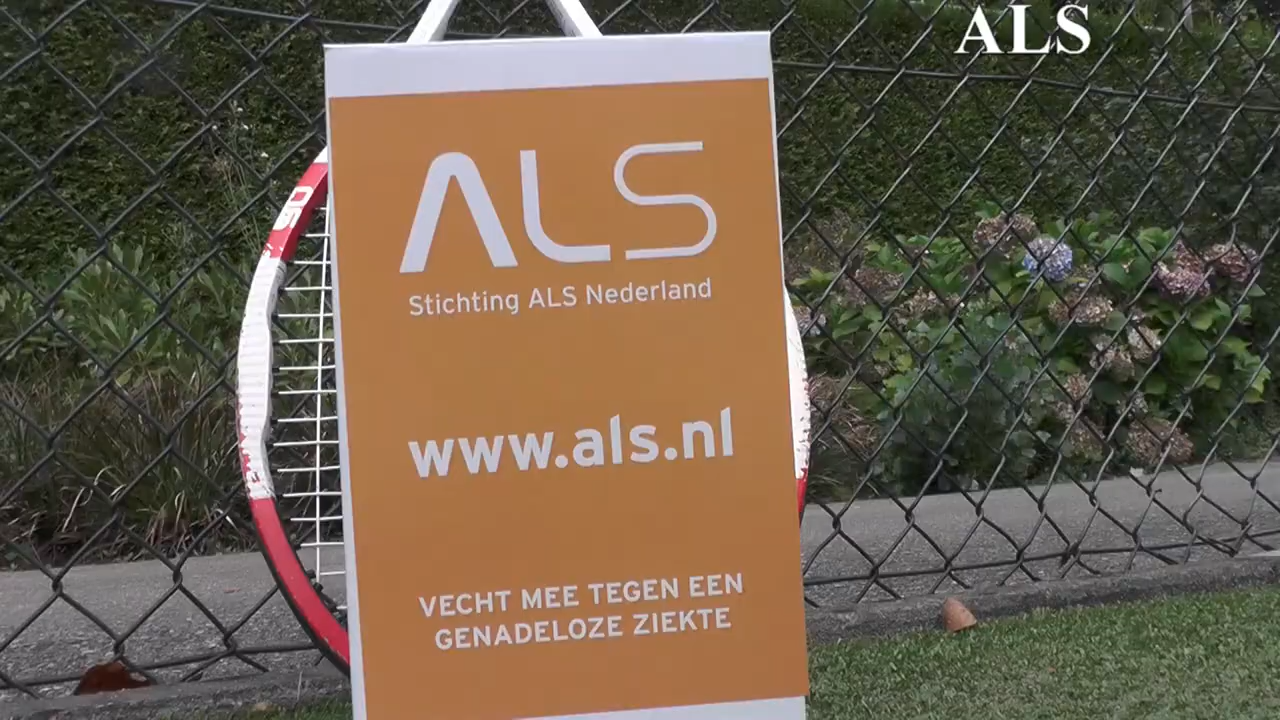 ALS
ALS
Stichting ALS Nederland
www.als.nl
VECHT MEE TEGEN EEN
GENADELOZE ZIEKTE